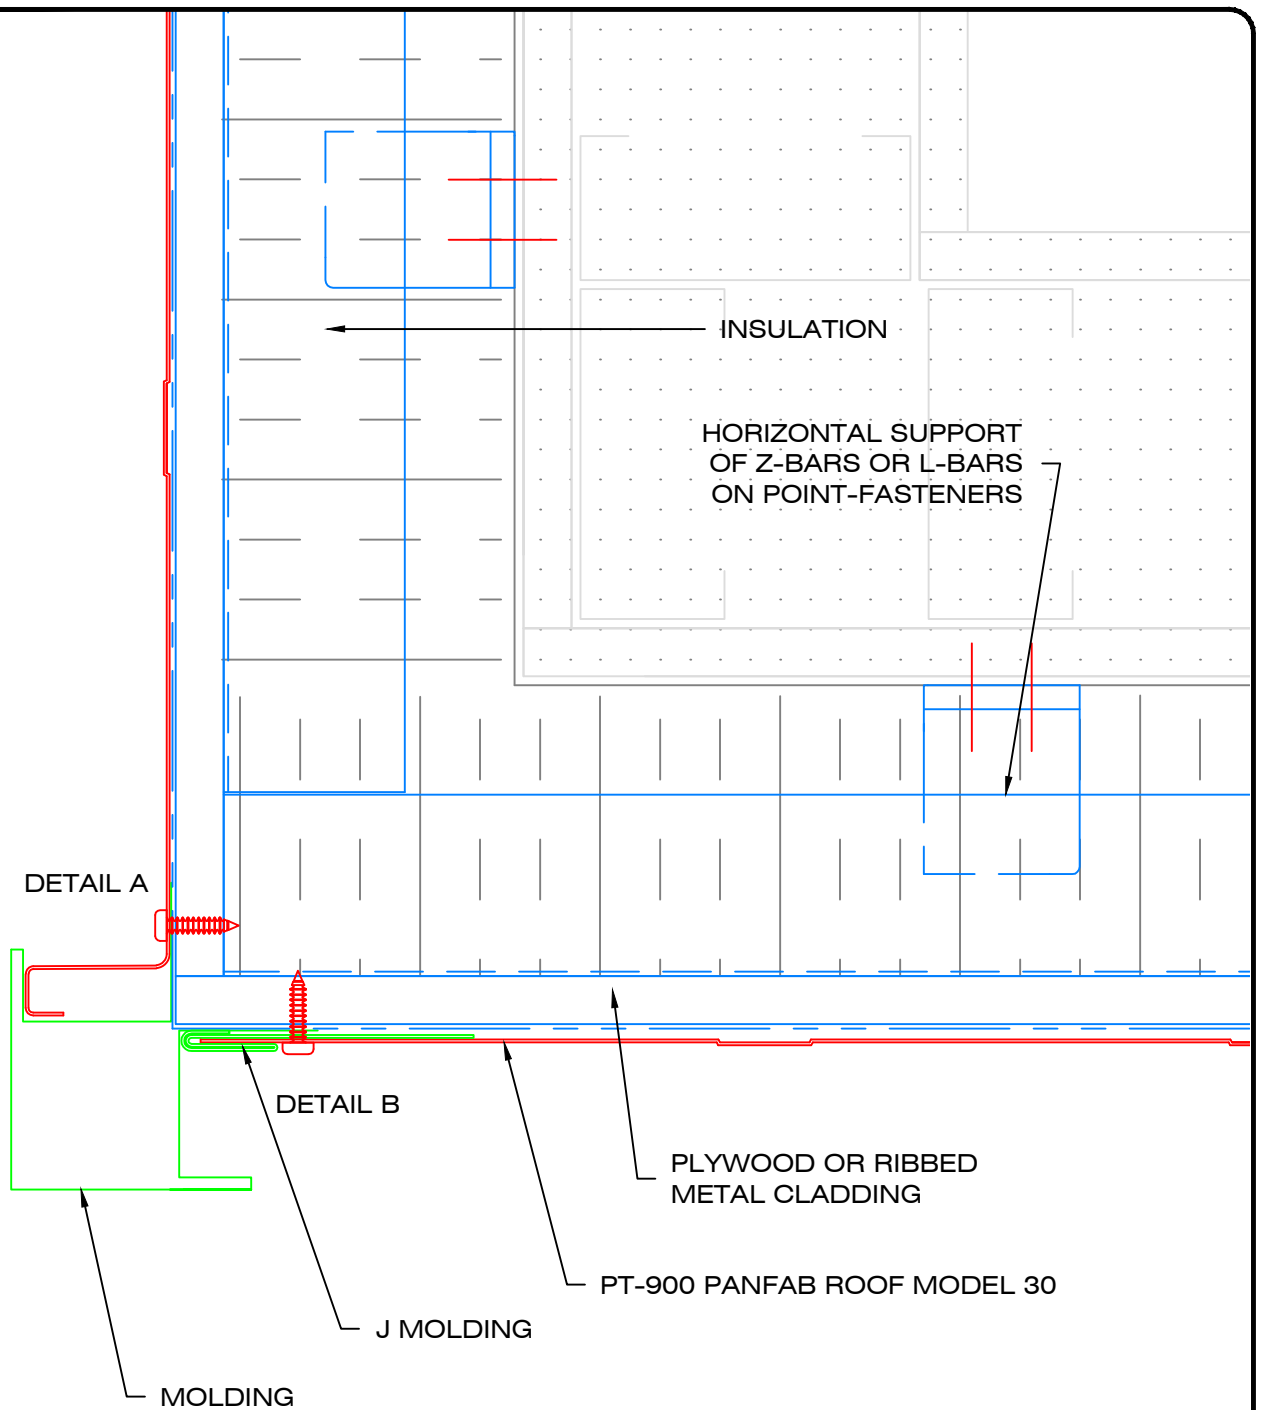 INSULATION
HORIZONTAL SUPPORT
OF Z-BARS OR L-BARS
ON POINT-FASTENERS
DETAIL A
DETAIL B
PLYWOOD OR RIBBED
METAL CLADDING
PT-900 PANFAB ROOF MODEL 30
J MOLDING
MOLDING